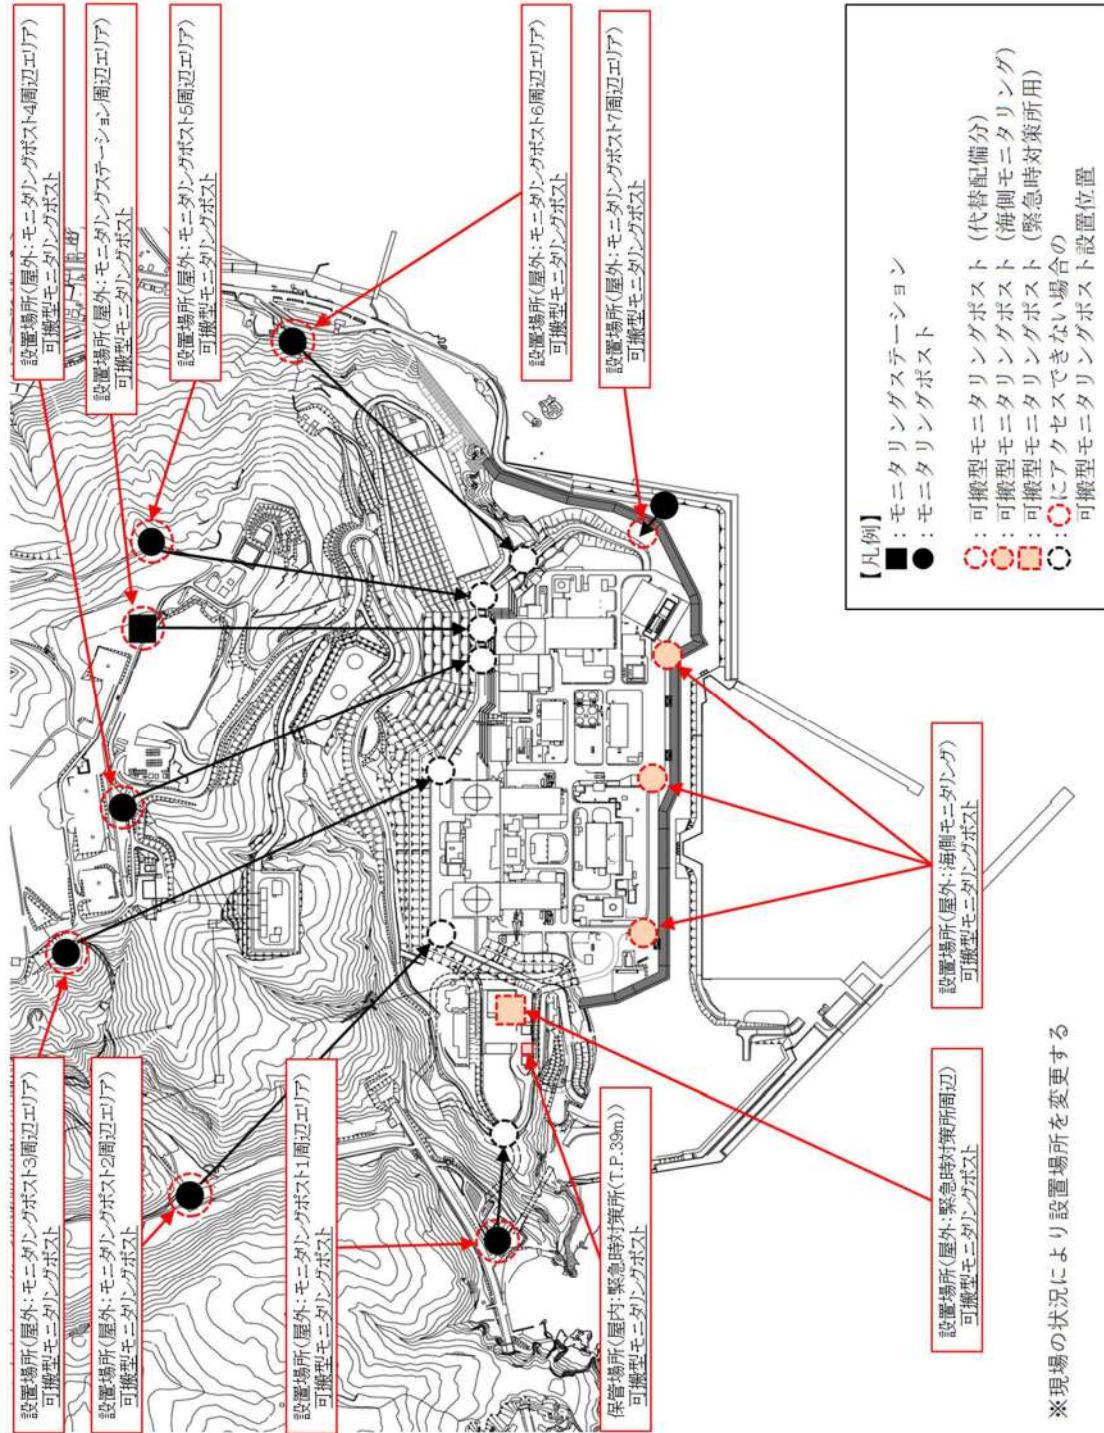 設置場所(屋外:モニタリングポスト3周辺エリア)
可搬型モニタリングポスト
設置場所(屋外:モニタリングポスト2周辺エリア)
可搬型モニタリングポスト
設置場所(屋外:モニタリングポスト1周辺エリア)
可搬型モニタリングポスト
保管場所(屋内:緊急時対策所(T.P.39m))
可搬型モニタリングポスト
設置場所(屋外:緊急時対策所周辺)
可搬型モニタリングポスト
設置場所(屋外:モニタリングポスト4周辺エリア)
可搬型モニタリングポスト
設置場所(屋外:モニタリングステーション周辺エリア)
可搬型モニタリングポスト
設置場所(屋外:モニタリングポスト5周辺エリア)
可搬型モニタリングポスト
設置場所(屋外:モニタリングポスト6周辺エリア)
可搬型モニタリングポスト
設置場所(屋外:モニタリングポスト7周辺エリア)
可搬型モニタリングポスト
設置場所(屋外:海側モニタリング)
可搬型モニタリングポスト
【凡例】
■:モニタリングステーション
●:モニタリングポスト
:可搬型モニタリングポスト(代替配備分)
:可搬型モニタリングポスト(海側モニタリング)
:可搬型モニタリングポスト(緊急時対策所用)
:にアクセスできない場合の
可搬型モニタリングポスト設置位置
※現場の状況により設置場所を変更する